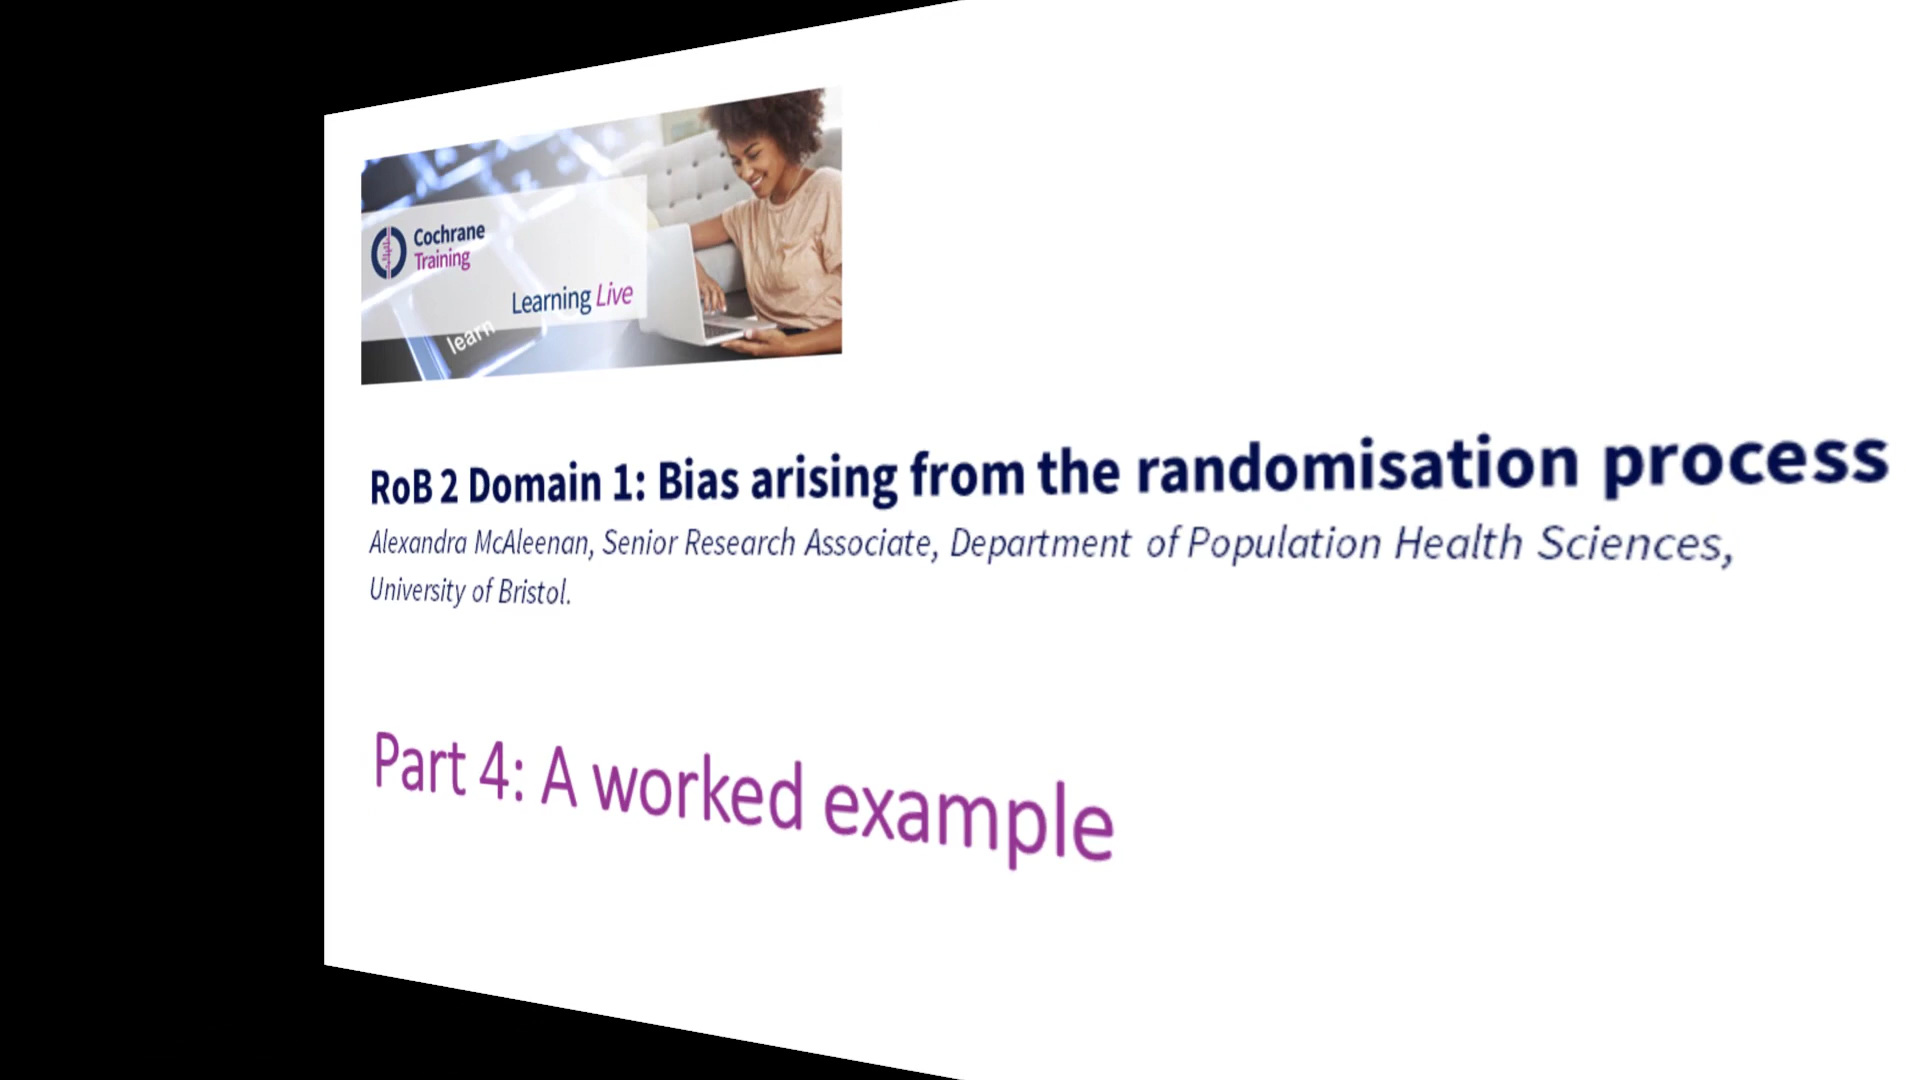 Cochrane
Training
Learning Live
learn
RoB 2 Domain 1: Bias arising from the randomisation process
Alexandra McAleenan, Senior Research Associate, Department of Population Health Sciences,
University of Bristol.
Part 4: A worked example